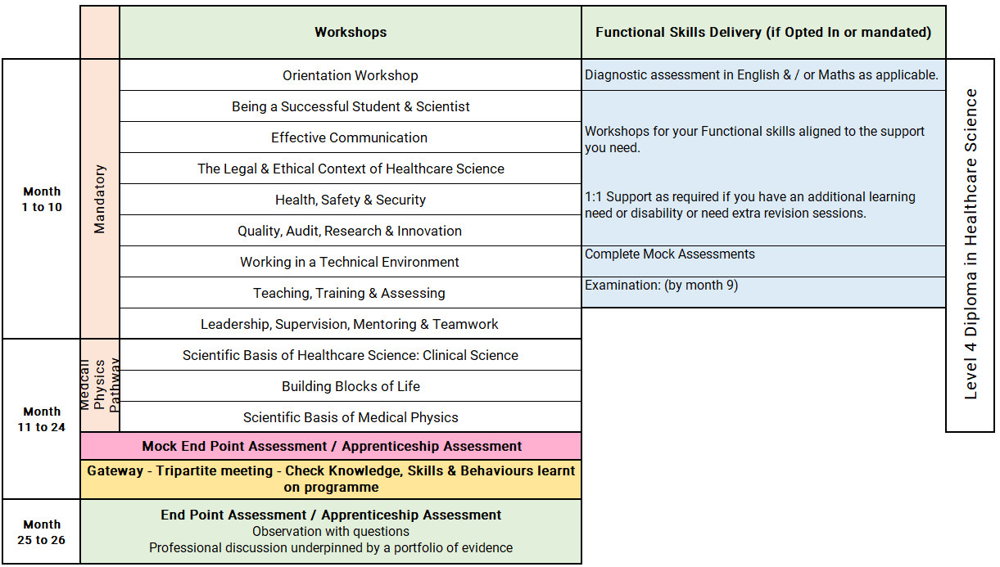 Workshops
Functional Skills Delivery (if Opted In or mandated)
Month
1 to 10
Mandatory
Orientation Workshop
Being a Successful Student & Scientist
Effective Communication
The Legal & Ethical Context of Healthcare Science
Health, Safety & Security
Quality, Audit, Research & Innovation
Working in a Technical Environment
Teaching, Training & Assessing
Leadership, Supervision, Mentoring & Teamwork
Diagnostic assessment in English & / or Maths as applicable.
Workshops for your Functional skills aligned to the support
you need.
1:1 Support as required if you have an additional learning
need or disability or need extra revision sessions.
Complete Mock Assessments
Examination: (by month 9)
Level 4 Diploma in Healthcare Science
Month
11 to 24
Medcail
Physics
Pathway
Scientific Basis of Healthcare Science: Clinical Science
Building Blocks of Life
Scientific Basis of Medical Physics
Mock End Point Assessment / Apprenticeship Assessment
Gateway - Tripartite meeting - Check Knowledge, Skills & Behaviours learnt
on programme
Month
25 to 26
End Point Assessment / Apprenticeship Assessment
Observation with questions
Professional discussion underpinned by a portfolio of evidence